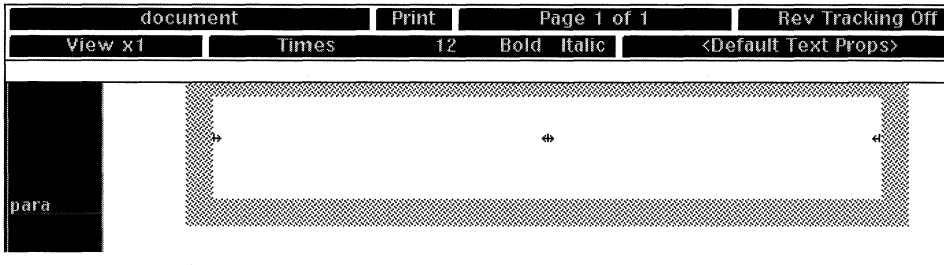 document Print Page 1 of 1 Rev Tracking Off
View x1 Times 12 Bold Italic <Default Text Props>
para